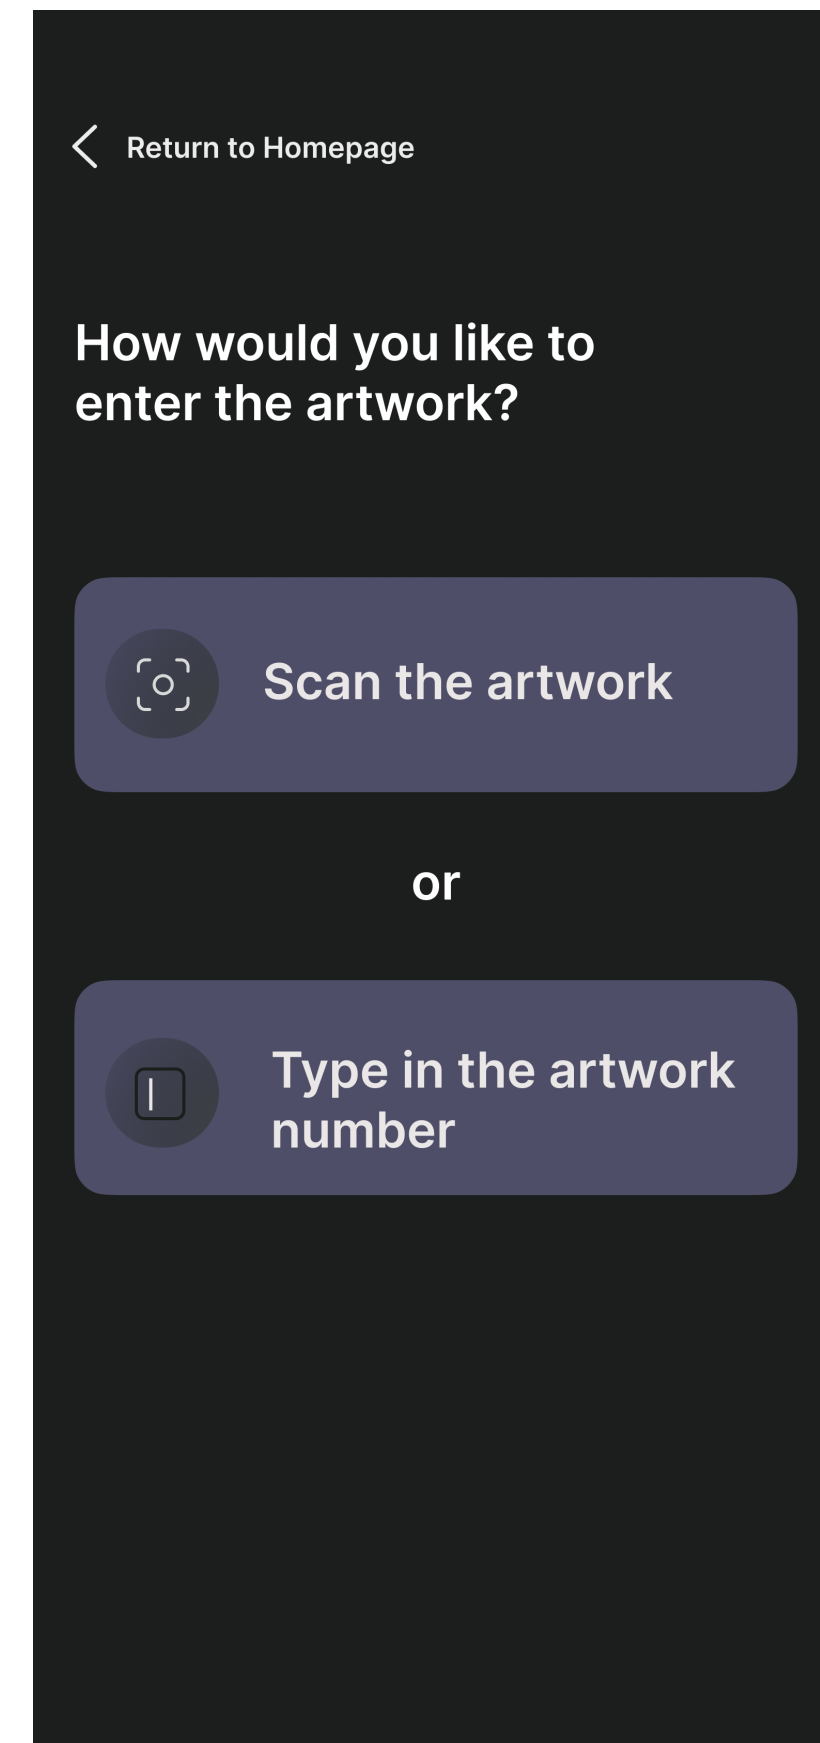 Return to Homepage
How would you like to
enter the artwork?
Scan the artwork
or
Type in the artwork
number